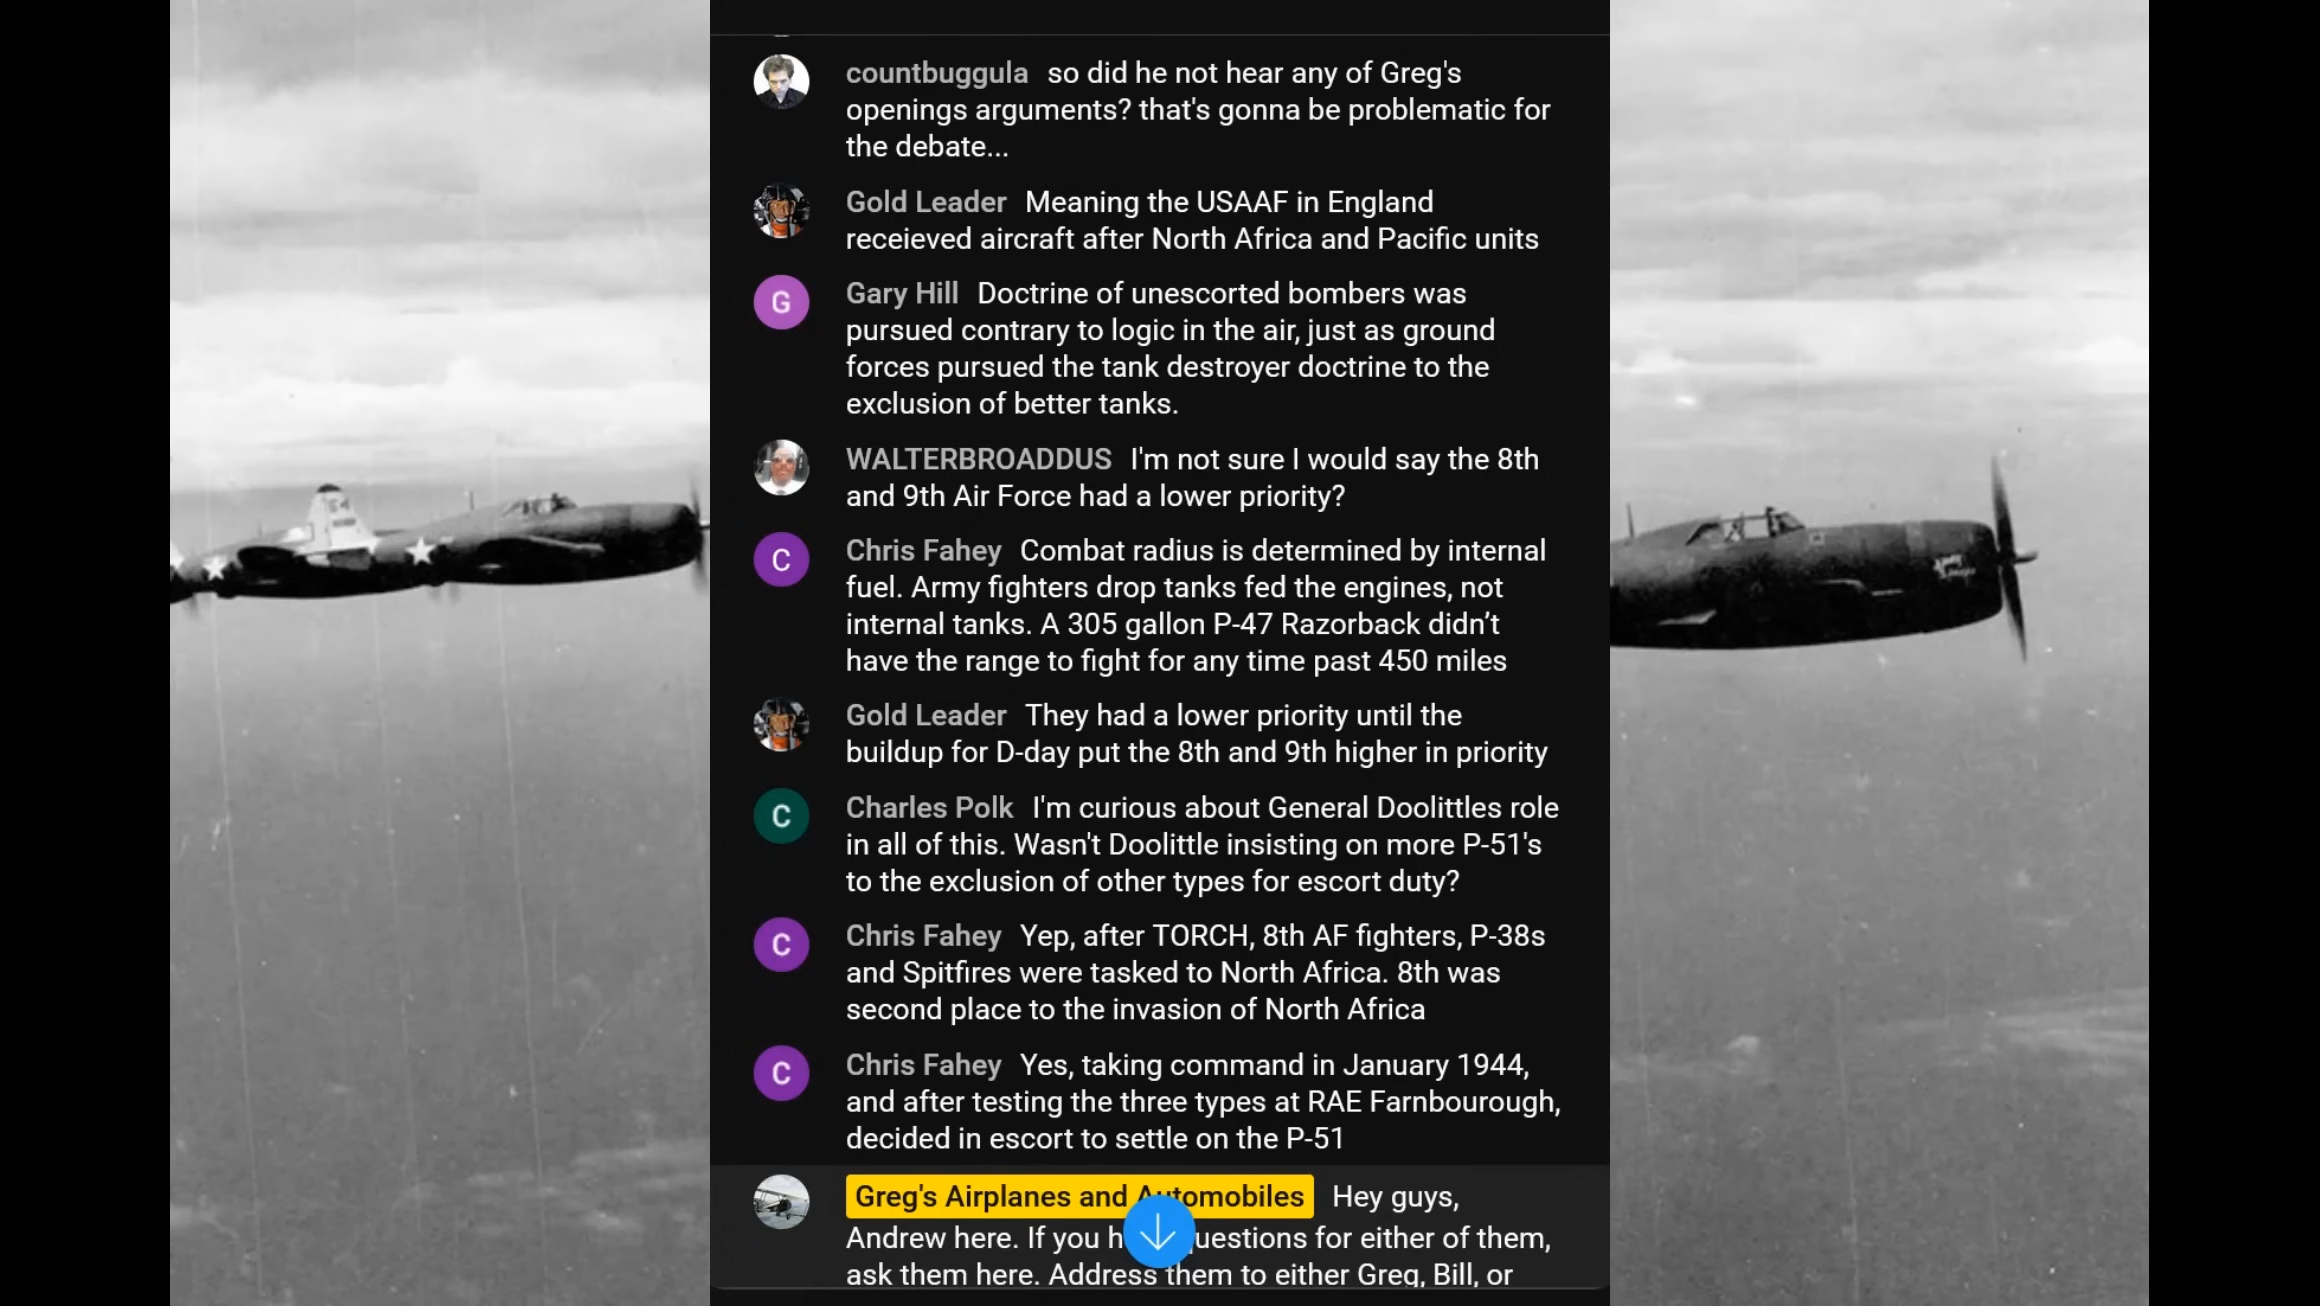 countbuggula so did he not hear any of Greg's
openings arguments? that's gonna be problematic for
the debate...
Gold Leader Meaning the USAAF in England
receieved aircraft after North Africa and Pacific units
G
Gary Hill Doctrine of unescorted bombers was
pursued contrary to logic in the air, just as ground
forces pursued the tank destroyer doctrine to the
exclusion of better tanks.
WALTERBROADDUS I'm not sure I would say the 8th
and 9th Air Force had a lower priority?
C
Chris Fahey Combat radius is determined by internal
fuel. Army fighters drop tanks fed the engines, not
internal tanks. A 305 gallon P-47 Razorback didn’t
have the range to fight for any time past 450 miles
Gold Leader They had a lower priority until the
buildup for D-day put the 8th and 9th higher in priority
C
Charles Polk I'm curious about General Doolittles role
in all of this. Wasn't Doolittle insisting on more P-51's
to the exclusion of other types for escort duty?
C
Chris Fahey Yep, after TORCH, 8th AF fighters, P-38s
and Spitfires were tasked to North Africa. 8th was
second place to the invasion of North Africa
C
Chris Fahey Yes, taking command in January 1944,
and after testing the three types at RAE Farnbourough,
decided in escort to settle on the P-51
Greg's Airplanes and Automobiles Hey guys,
Andrew here. If you questions for either of them,
ask them here. Address them to either Greg, Bill, or